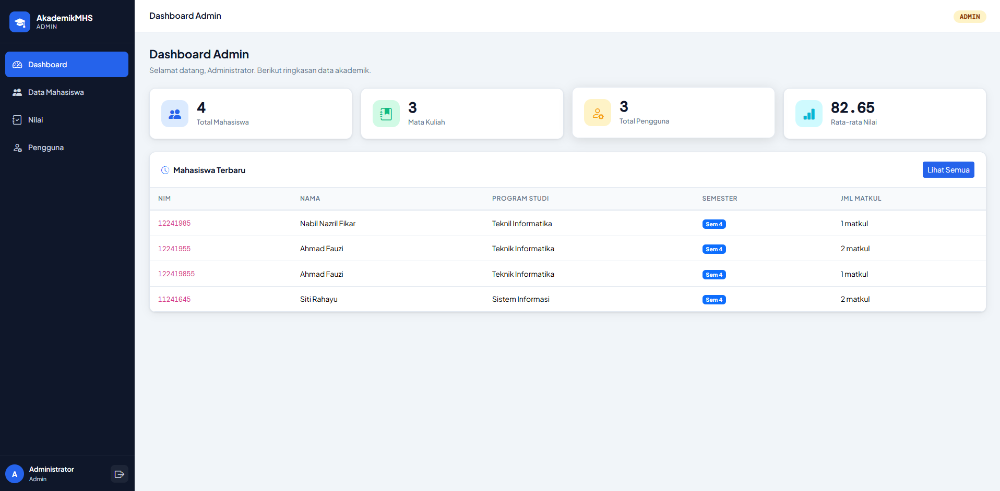 AkademikMHS
ADMIN
Dashboard
Data Mahasiswa
Nilai
Pengguna
A
Administrator
Admin
Dashboard Admin
ADMIN
Dashboard Admin
Selamat datang, Administrator. Berikut ringkasan data akademik.
4
Total Mahasiswa
3
Mata Kuliah
3
Total Pengguna
82.65
Rata-rata Nilai
Mahasiswa Terbaru
Lihat Semua
NIM NAMA PROGRAM STUDI SEMESTER JML MATKUL
12241985 Nabil Nazril Fikar Teknil Informatika Sem 4 1 matkul
12241955 Ahmad Fauzi Teknik Informatika Sem 4 2 matkul
122419855 Ahmad Fauzi Teknik Informatika Sem 4 1 matkul
11241645 Siti Rahayu Sistem Informasi Sem 4 2 matkul